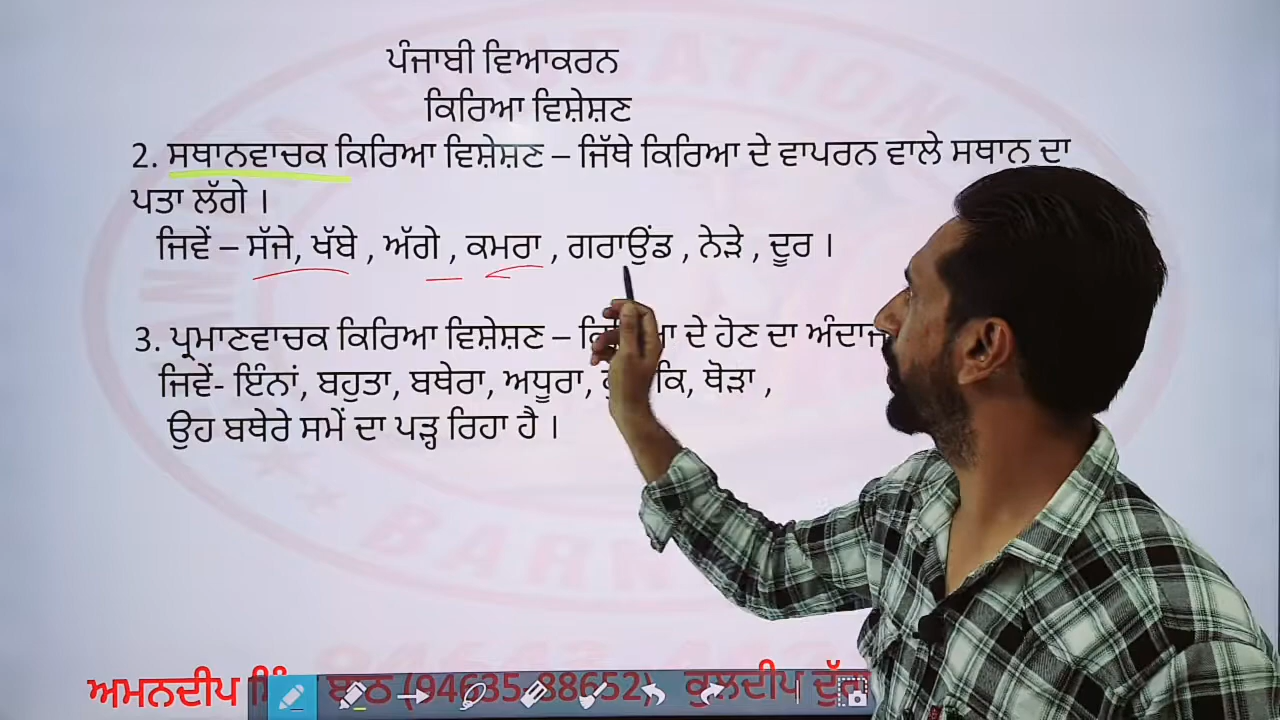 ਪੰਜਾਬੀ ਵਿਆਕਰਨ
ਕਿਰਿਆ ਵਿਸ਼ੇਸ਼ਣ
2. ਸਥਾਨਵਾਚਕ ਕਿਰਿਆ ਵਿਸ਼ੇਸ਼ਣ – ਜਿੱਥੇ ਕਿਰਿਆ ਦੇ ਵਾਪਰਨ ਵਾਲੇ ਸਥਾਨ ਦਾ
ਪਤਾ ਲੱਗੇ ।
ਜਿਵੇਂ – ਸੱਜੇ, ਖੱਬੇ , ਅੱਗੇ , ਕਮਰਾ , ਗਰਾਉਂਡ , ਨੇੜੇ , ਦੂਰ ।
3. ਪ੍ਰਮਾਣਵਾਚਕ ਕਿਰਿਆ ਵਿਸ਼ੇਸ਼ਣ – ਦੇ ਹੋਣ ਦਾ
ਜਿਵੇਂ- ਇੰਨਾਂ, ਬਹੁਤਾ, ਬਥੇਰਾ, ਅਧੂਰਾ, ਥੋੜਾ ,
ਉਹ ਬਥੇਰੇ ਸਮੇਂ ਦਾ ਪੜ੍ਹ ਰਿਹਾ ਹੈ ।
ਅਮਨਦੀਪ (94635-88652), ਕੁਲਦੀਪ